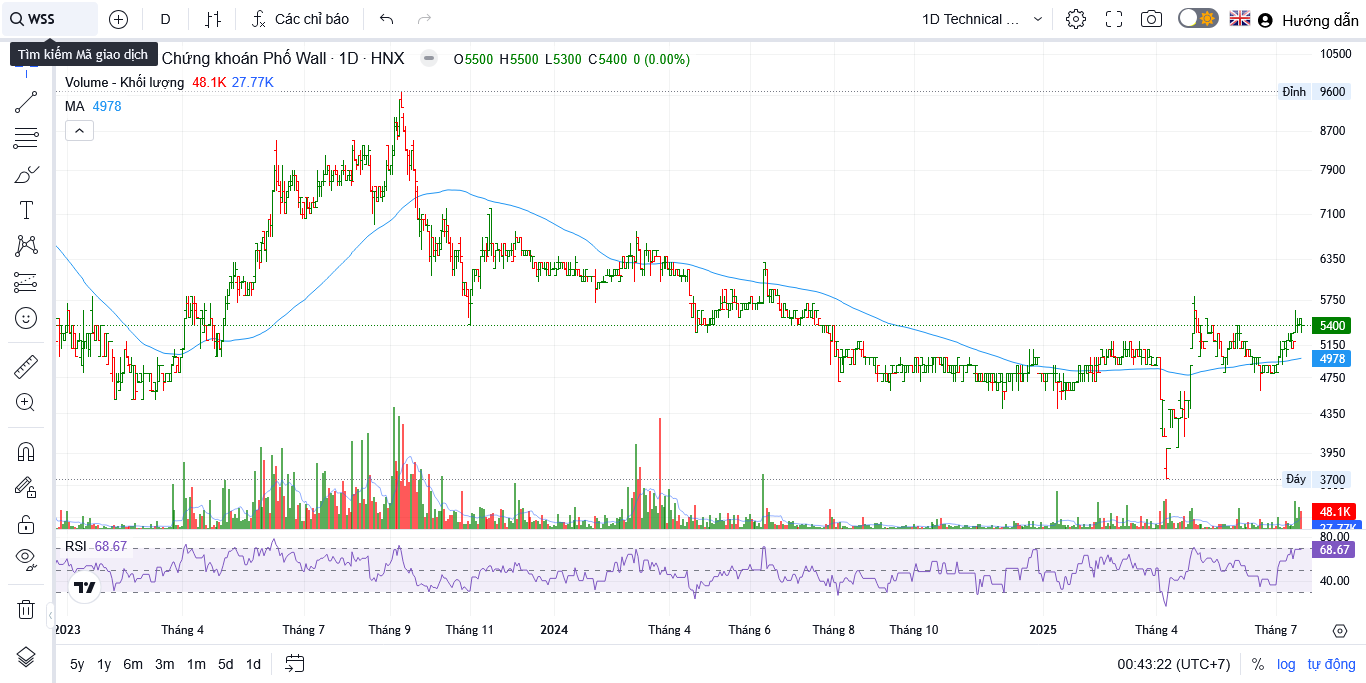 WSS
D
Các chỉ báo
1D Technical ...
Hướng dẫn
Tìm kiếm Mã giao dịch
Chứng khoán Phố Wall · 1D · HNX
O5500 H5500 L5300 C5400 0 (0.00%)
Volume - Khối lượng 48.1K 27.77K
MA 4978
10500
Đỉnh 9600
8700
7900
7100
6350
5750
5400
5150
4978
4750
4350
3950
Đáy 3700
48.1K
27.77K
80.00
RSI 68.67
68.67
40.00
2023 Tháng 4 Tháng 7 Tháng 9 Tháng 11 2024 Tháng 4 Tháng 6 Tháng 8 Tháng 10 2025 Tháng 4 Tháng 7
5y 1y 6m 3m 1m 5d 1d
00:43:22 (UTC+7) % log tự động